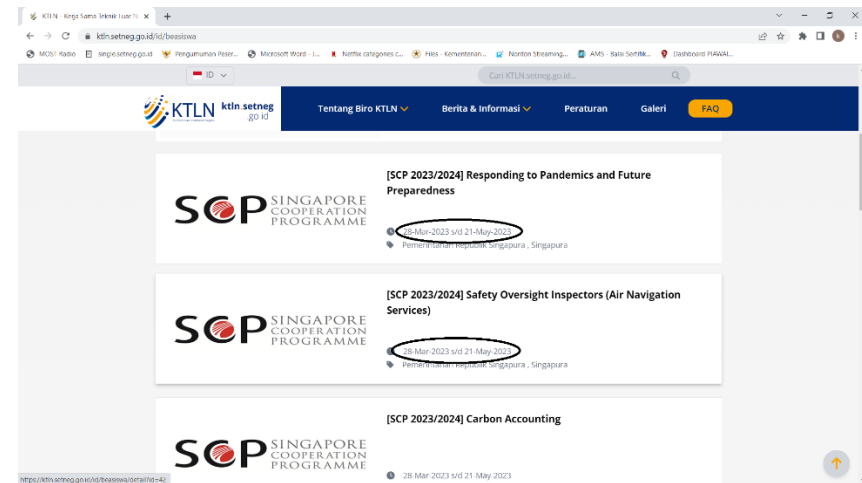 KTLN - Kerja Sama Teknik Luar N
ktln.setneg.go.id/id/beasiswa
MOST Radio
single.setneg.go.id
Pengumuman Peser...
Microsoft Word - J...
Netflix categories c...
Files - Kementerian...
Nonton Streaming...
AMS - Balai Sertifik...
Dashboard PIAWAI...
ID
Cari KTLN.setneg.go.id...
KTLN
ktln.setneg
.go.id
Tentang Biro KTLN
Berita & Informasi
Peraturan
Galeri
FAQ
SCP SINGAPORE
COOPERATION
PROGRAMME
[SCP 2023/2024] Responding to Pandemics and Future
Preparedness
28-Mar-2023 s/d 21-May-2023
Pemerintahan Republik Singapura , Singapura
SCP SINGAPORE
COOPERATION
PROGRAMME
[SCP 2023/2024] Safety Oversight Inspectors (Air Navigation
Services)
28-Mar-2023 s/d 21-May-2023
Pemerintahan Republik Singapura , Singapura
SCP SINGAPORE
COOPERATION
PROGRAMME
[SCP 2023/2024] Carbon Accounting
28-Mar-2023 s/d 21-May-2023
https://ktln.setneg.go.id/id/beasiswa/detail?id=42